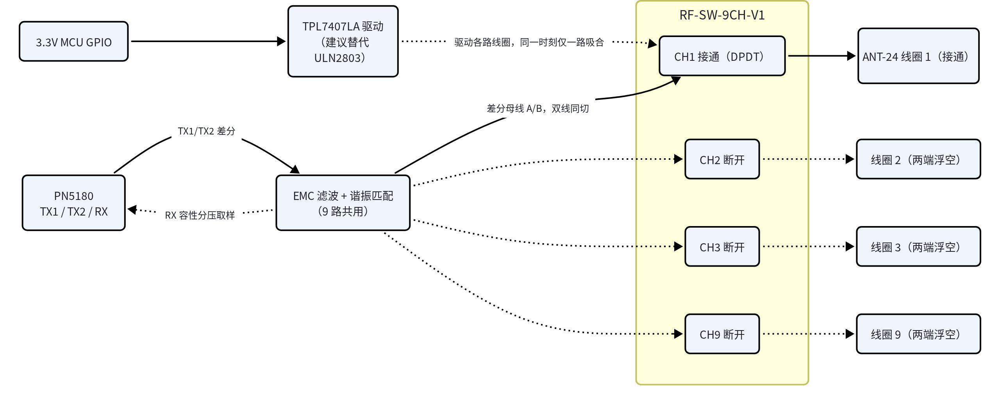 RF-SW-9CH-V1
3.3V MCU GPIO
TPL7407LA 驱动
（建议替代
ULN2803）
驱动各路线圈，同一时刻仅一路吸合
CH1 接通（DPDT）
ANT-24 线圈 1（接通）
差分母线 A/B，双线同切
TX1/TX2 差分
CH2 断开
线圈 2（两端浮空）
PN5180
TX1 / TX2 / RX
RX 容性分压取样
EMC 滤波 + 谐振匹配
（9 路共用）
CH3 断开
线圈 3（两端浮空）
CH9 断开
线圈 9（两端浮空）